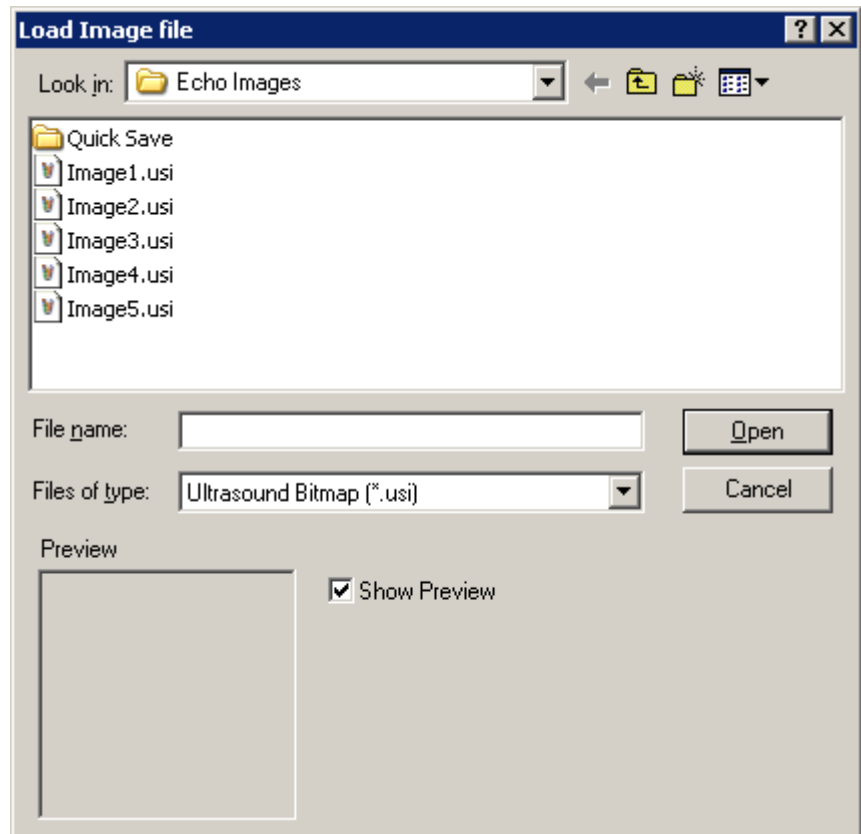 Load Image file
Look in: Echo Images
Quick Save
Image1.usi
Image2.usi
Image3.usi
Image4.usi
Image5.usi
File name:
Open
Files of type: Ultrasound Bitmap (*.usi)
Cancel
Preview
Show Preview